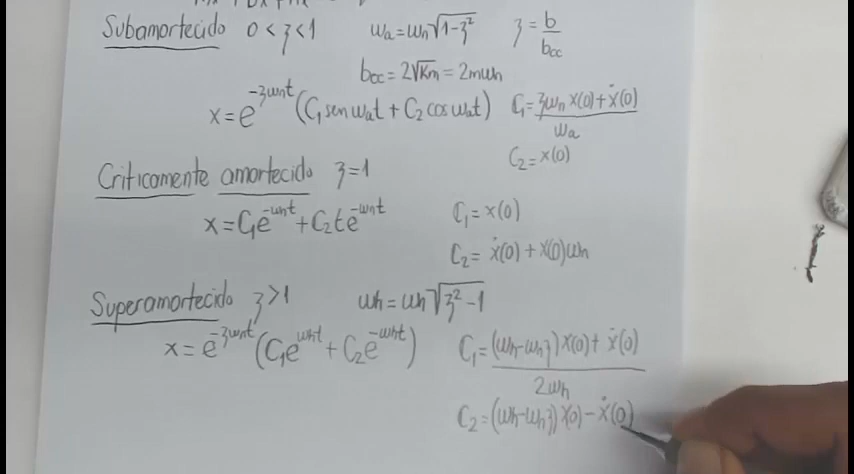 Subamortecido 0 < ζ < 1 ωa = ωn√1-ζ² ζ = b/bcc
bcc = 2√km = 2mωn
x = e^-ζωnt (C₁ sen ωat + C₂ cos ωat) C₁ = ζωn x(0) + ẋ(0) / ωa
C₂ = x(0)
Criticamente amortecido ζ = 1
x = C₁e^-ωnt + C₂te^-ωnt C₁ = x(0)
C₂ = ẋ(0) + x(0)ωn
Superamortecido ζ > 1 ωh = ωn√ζ²-1
x = e^-ζωnt (C₁e^ωht + C₂e^-ωht) C₁ = (ωh-ωnζ)x(0) + ẋ(0) / 2ωh
C₂ = (ωh-ωnζ)x(0) - ẋ(0)